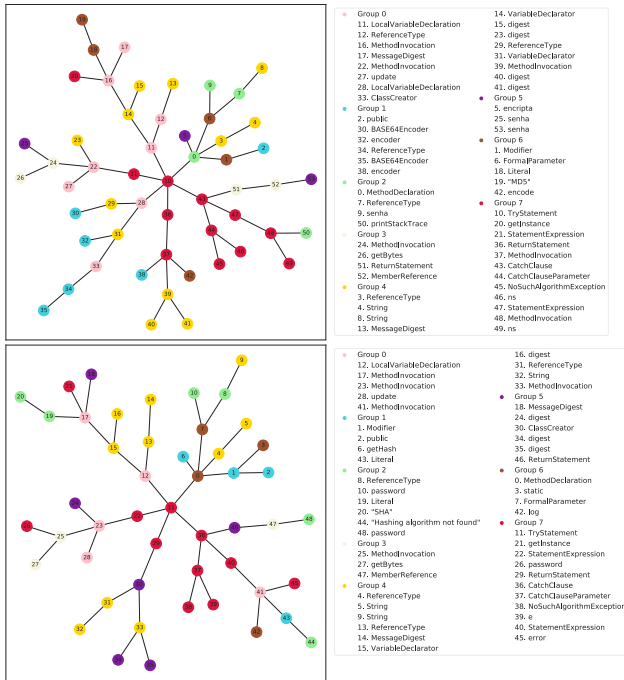 Group 0
11. LocalVariableDeclaration
12. ReferenceType
16. MethodInvocation
17. MessageDigest
22. MethodInvocation
27. update
28. LocalVariableDeclaration
33. ClassCreator
Group 1
2. public
30. BASE64Encoder
32. encoder
34. ReferenceType
35. BASE64Encoder
38. encoder
Group 2
0. MethodDeclaration
7. ReferenceType
9. senha
50. printStackTrace
Group 3
24. MethodInvocation
26. getBytes
51. ReturnStatement
52. MemberReference
Group 4
3. ReferenceType
4. String
8. String
13. MessageDigest
14. VariableDeclarator
15. digest
23. digest
29. ReferenceType
31. VariableDeclarator
39. MethodInvocation
40. digest
41. digest
Group 5
5. encripta
25. senha
53. senha
Group 6
1. Modifier
6. FormalParameter
18. Literal
19. "MD5"
42. encode
Group 7
10. TryStatement
20. getInstance
21. StatementExpression
36. ReturnStatement
37. MethodInvocation
43. CatchClause
44. CatchClauseParameter
45. NoSuchAlgorithmException
46. ns
47. StatementExpression
48. MethodInvocation
49. ns
Group 0
12. LocalVariableDeclaration
17. MethodInvocation
23. MethodInvocation
28. update
41. MethodInvocation
Group 1
1. Modifier
2. public
6. getHash
43. Literal
Group 2
8. ReferenceType
10. password
19. Literal
20. "SHA"
44. "Hashing algorithm not found"
48. password
Group 3
25. MethodInvocation
27. getBytes
47. MemberReference
Group 4
4. ReferenceType
5. String
9. String
13. ReferenceType
14. MessageDigest
15. VariableDeclarator
16. digest
31. ReferenceType
32. String
33. MethodInvocation
Group 5
18. MessageDigest
24. digest
30. ClassCreator
34. digest
35. digest
46. ReturnStatement
Group 6
0. MethodDeclaration
3. static
7. FormalParameter
42. log
Group 7
11. TryStatement
21. getInstance
22. StatementExpression
26. password
29. ReturnStatement
36. CatchClause
37. CatchClauseParameter
38. NoSuchAlgorithmException
39. e
40. StatementExpression
45. error